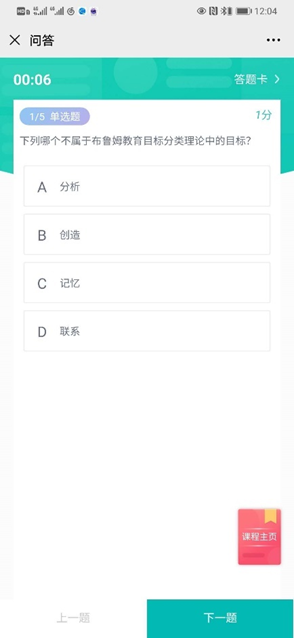 12:04
问答
00:06
答题卡
1/5 单选题
1分
下列哪个不属于布鲁姆教育目标分类理论中的目标?
A 分析
B 创造
C 记忆
D 联系
课程主页
上一题
下一题